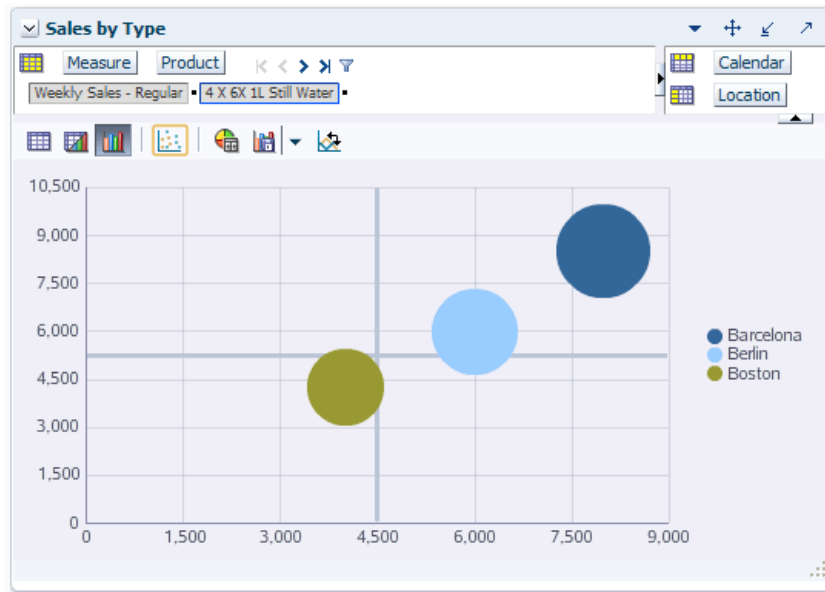 Sales by Type
Measure Product
Calendar
Weekly Sales - Regular 4 X 6X 1L Still Water
Location
10,500
9,000
7,500
6,000
4,500
3,000
1,500
0
0 1,500 3,000 4,500 6,000 7,500 9,000
Barcelona
Berlin
Boston